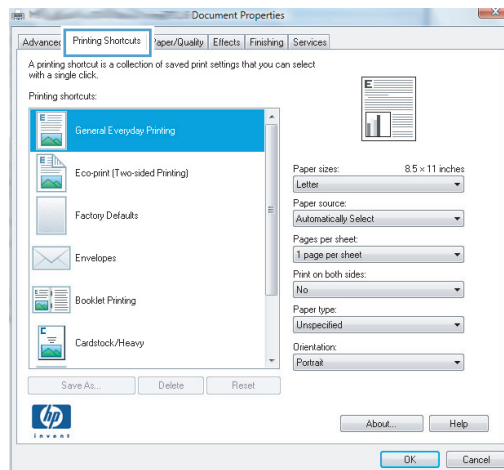 Document Properties
Advanced Printing Shortcuts Paper/Quality Effects Finishing Services
A printing shortcut is a collection of saved print settings that you can select
with a single click.
Printing shortcuts:
General Everyday Printing
Eco-print (Two-sided Printing)
Factory Defaults
Envelopes
Booklet Printing
Cardstock/Heavy
E
Paper sizes: 8.5 × 11 inches
Letter
Paper source:
Automatically Select
Pages per sheet:
1 page per sheet
Print on both sides:
No
Paper type:
Unspecified
Orientation:
Portrait
Save As... Delete Reset
hp
invent
About... Help
OK Cancel